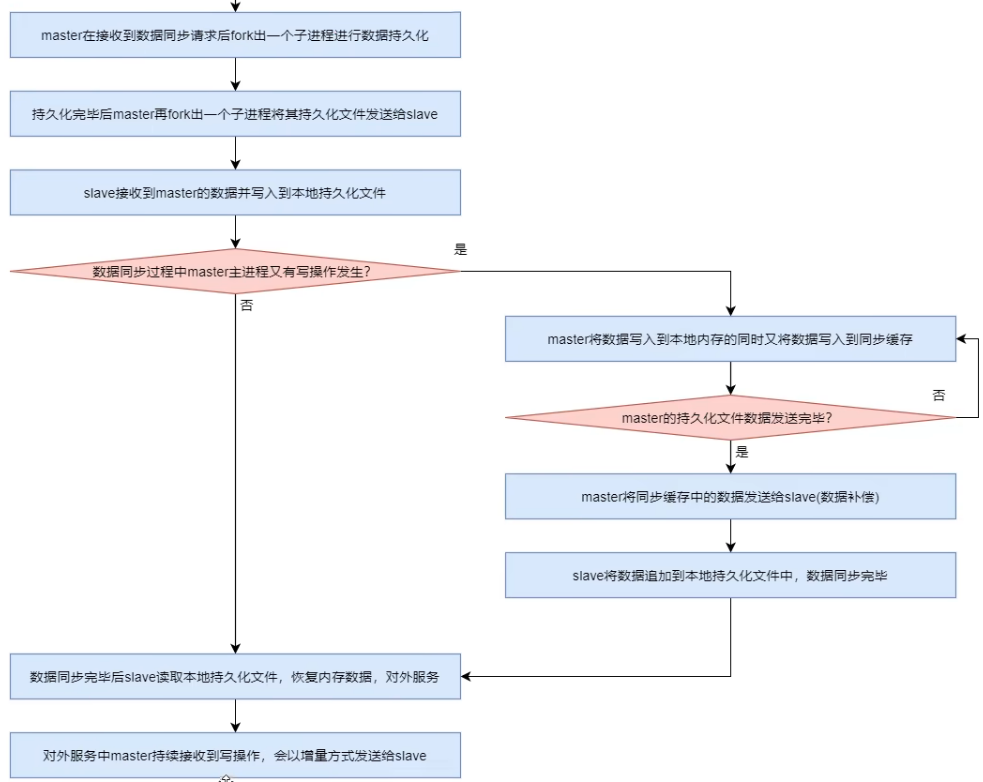 master在接收到数据同步请求后fork出一个子进程进行数据持久化
持久化完毕后master再fork出一个子进程将其持久化文件发送给slave
slave接收到master的数据并写入到本地持久化文件
数据同步过程中master主进程又有写操作发生?
是
否
master将数据写入到本地内存的同时又将数据写入到同步缓存
否
master的持久化文件数据发送完毕?
是
master将同步缓存中的数据发送给slave(数据补偿)
slave将数据追加到本地持久化文件中，数据同步完毕
数据同步完毕后slave读取本地持久化文件，恢复内存数据，对外服务
对外服务中master持续接收到写操作，会以增量方式发送给slave